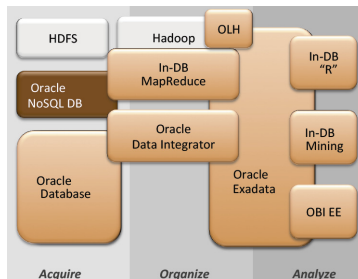 HDFS
Hadoop
OLH
In-DB
MapReduce
In-DB
"R"
Oracle
NoSQL DB
Oracle
Data Integrator
In-DB
Mining
Oracle
Database
Oracle
Exadata
OBI EE
Acquire
Organize
Analyze